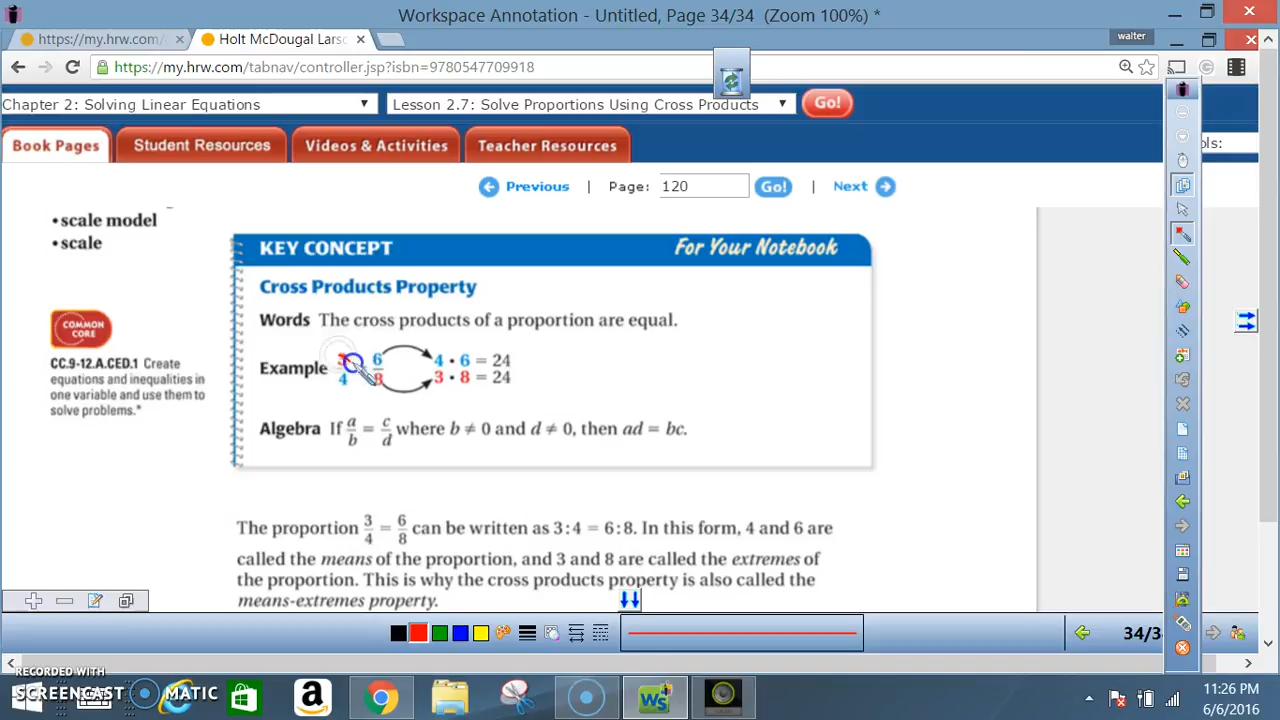 Workspace Annotation - Untitled, Page 34/34 (Zoom 100%) *
https://my.hrw.com/
Holt McDougal Lars
walter
https://my.hrw.com/tabnav/controller.jsp?isbn=9780547709918
Chapter 2: Solving Linear Equations
Lesson 2.7: Solve Proportions Using Cross Products
Go!
Book Pages
Student Resources
Videos & Activities
Teacher Resources
ols:
Previous | Page: 120 Go! | Next
• scale model
• scale
KEY CONCEPT
For Your Notebook
Cross Products Property
Words The cross products of a proportion are equal.
COMMON CORE
CC.9-12.A.CED.1 Create equations and inequalities in one variable and use them to solve problems.*
Example
6/8
4
4 • 6 = 24
3 • 8 = 24
Algebra If a/b = c/d where b ≠ 0 and d ≠ 0, then ad = bc.
The proportion 3/4 = 6/8 can be written as 3:4 = 6:8. In this form, 4 and 6 are
called the means of the proportion, and 3 and 8 are called the extremes of
the proportion. This is why the cross products property is also called the
means-extremes property.
34/3
RECORDED WITH
SCREENCAST MATIC
WS
11:26 PM
6/6/2016